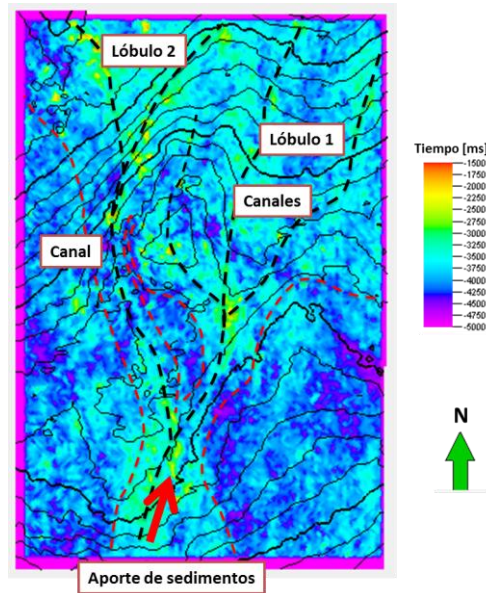 Lóbulo 2
Lóbulo 1
Canales
Canal
Aporte de sedimentos
Tiempo [ms]
-1500
-1750
-2000
-2250
-2500
-2750
-3000
-3250
-3500
-3750
-4000
-4250
-4500
-4750
-5000
N